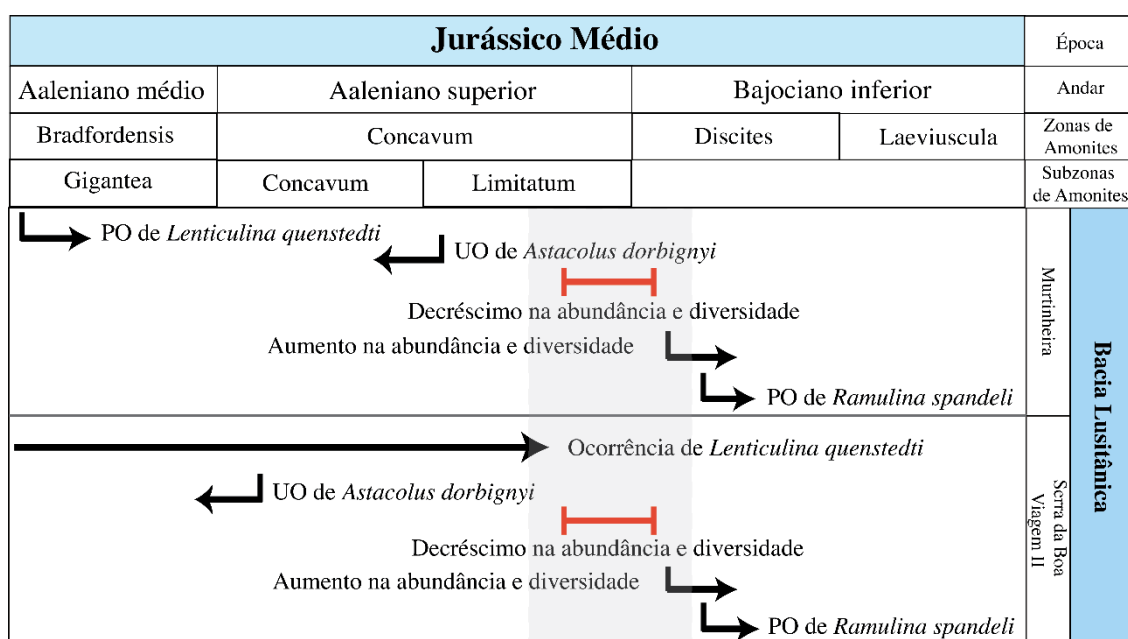 Jurássico Médio
Época
Aaleniano médio
Aaleniano superior
Bajociano inferior
Andar
Bradfordensis
Concavum
Discites
Laeviuscula
Zonas de
Amonites
Gigantea
Concavum
Limitatum
Subzonas
de Amonites
PO de Lenticulina quenstedti
UO de Astacolus dorbignyi
Decréscimo na abundância e diversidade
Aumento na abundância e diversidade
PO de Ramulina spandeli
Murtinheira
Bacia Lusitânica
Ocorrência de Lenticulina quenstedti
UO de Astacolus dorbignyi
Decréscimo na abundância e diversidade
Aumento na abundância e diversidade
PO de Ramulina spandeli
Serra da Boa
Viagem II